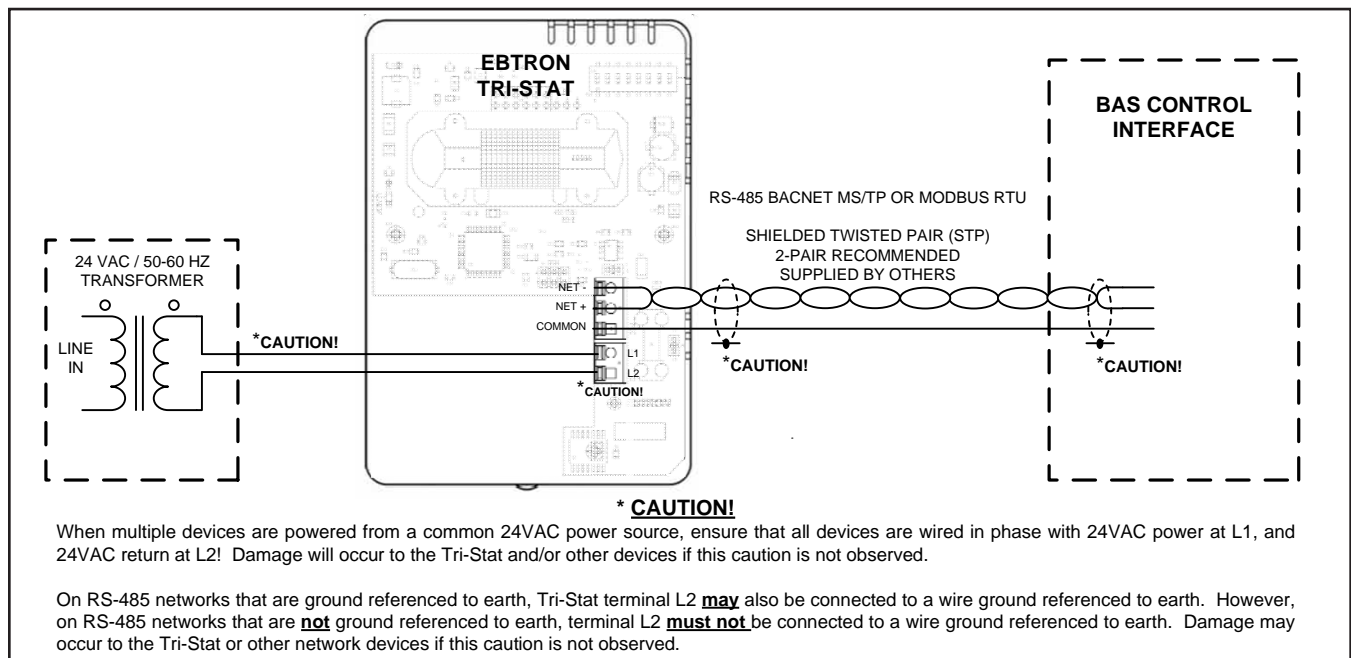 EBTRON
TRI-STAT
BAS CONTROL
INTERFACE
RS-485 BACNET MS/TP OR MODBUS RTU
SHIELDED TWISTED PAIR (STP)
2-PAIR RECOMMENDED
SUPPLIED BY OTHERS
24 VAC / 50-60 HZ
TRANSFORMER
LINE
IN
*CAUTION!
NET -
NET +
COMMON
L1
L2
*CAUTION!
*CAUTION!
*CAUTION!
* CAUTION!
When multiple devices are powered from a common 24VAC power source, ensure that all devices are wired in phase with 24VAC power at L1, and
24VAC return at L2! Damage will occur to the Tri-Stat and/or other devices if this caution is not observed.
On RS-485 networks that are ground referenced to earth, Tri-Stat terminal L2 may also be connected to a wire ground referenced to earth. However,
on RS-485 networks that are not ground referenced to earth, terminal L2 must not be connected to a wire ground referenced to earth. Damage may
occur to the Tri-Stat or other network devices if this caution is not observed.